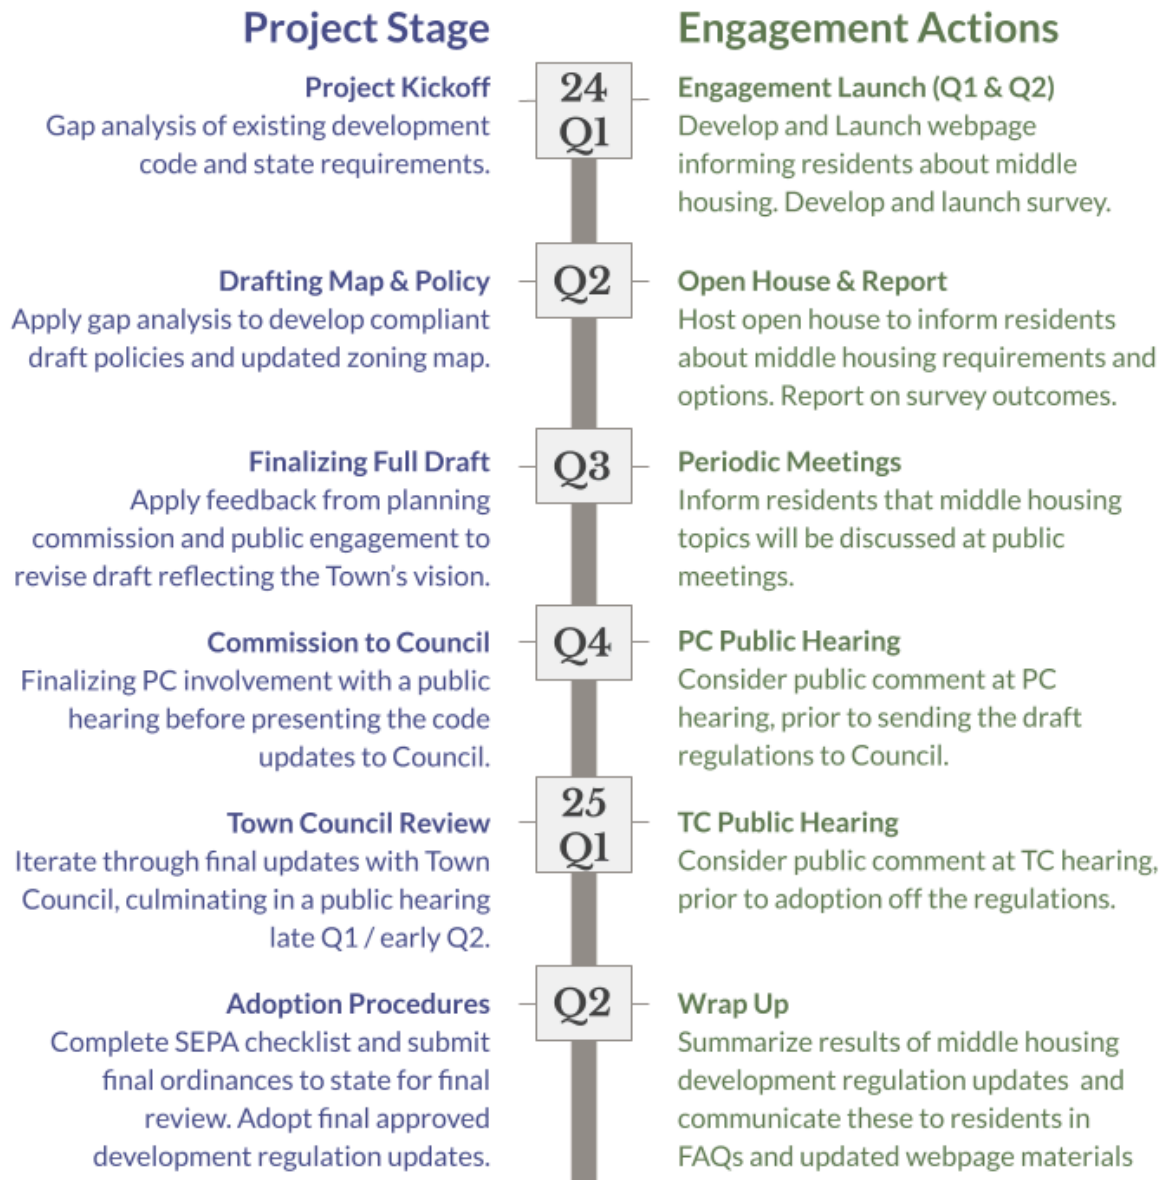 Project Stage
Engagement Actions
24
Q1
Project Kickoff
Gap analysis of existing development
code and state requirements.
Engagement Launch (Q1 & Q2)
Develop and Launch webpage
informing residents about middle
housing. Develop and launch survey.
Q2
Drafting Map & Policy
Apply gap analysis to develop compliant
draft policies and updated zoning map.
Open House & Report
Host open house to inform residents
about middle housing requirements and
options. Report on survey outcomes.
Q3
Finalizing Full Draft
Apply feedback from planning
commission and public engagement to
revise draft reflecting the Town's vision.
Periodic Meetings
Inform residents that middle housing
topics will be discussed at public
meetings.
Q4
Commission to Council
Finalizing PC involvement with a public
hearing before presenting the code
updates to Council.
PC Public Hearing
Consider public comment at PC
hearing, prior to sending the draft
regulations to Council.
25
Q1
Town Council Review
Iterate through final updates with Town
Council, culminating in a public hearing
late Q1 / early Q2.
TC Public Hearing
Consider public comment at TC hearing,
prior to adoption off the regulations.
Q2
Adoption Procedures
Complete SEPA checklist and submit
final ordinances to state for final
review. Adopt final approved
development regulation updates.
Wrap Up
Summarize results of middle housing
development regulation updates and
communicate these to residents in
FAQs and updated webpage materials